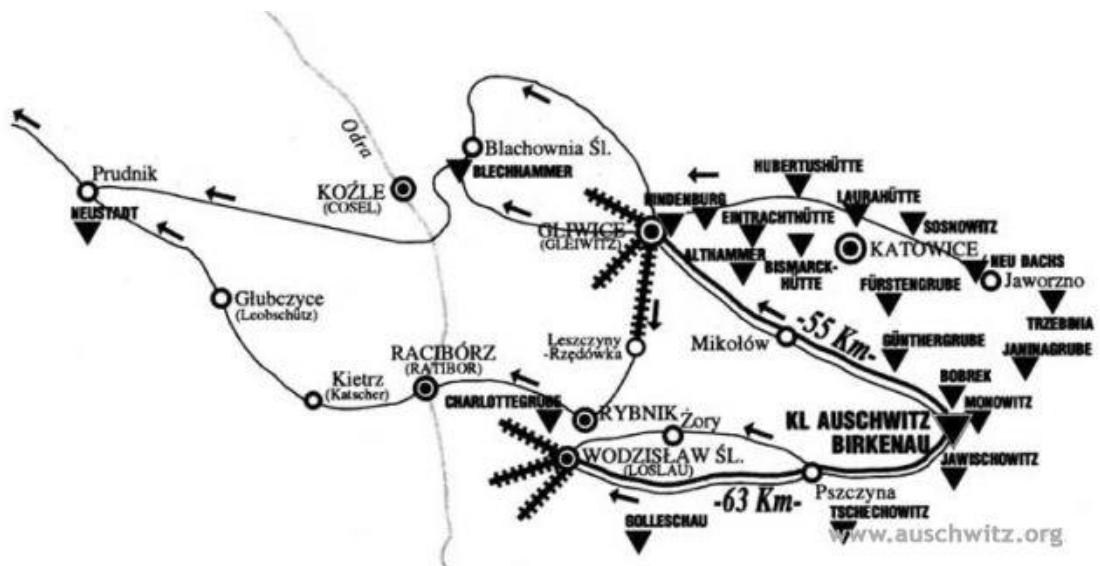 Odra
Blachownia Śl.
BLECHHAMMER
Prudnik
NEUSTADT
KOŹLE
(COSEL)
HUBERTUSHÜTTE
LAURAHÜTTE
SOSNOWITZ
EINTRACHTHÜTTE
GLIWICE
(GLEIWITZ)
ALTHAMMER
BISMARCK-
HÜTTE
KATOWICE
NEU DACHS
Jaworzno
FÜRSTENGRUBE
TRZEBINIA
Głubczyce
(Leobschütz)
-55 Km-
Leszczyny
-Rzędówka
Mikołów
GÜNTHERGRUBE
JANINAGRUBE
RACIBÓRZ
(RATIBOR)
Kietrz
(Katscher)
CHARLOTTEGRUBE
RYBNIK
Żory
BOBREK
MONOWITZ
KL AUSCHWITZ
BIRKENAU
JAWISCHOWITZ
WODZISŁAW ŚL.
(LOSLAU)
-63 Km-
Pszczyna
GOLLESCHAU
TSCHECHOWITZ
www.auschwitz.org